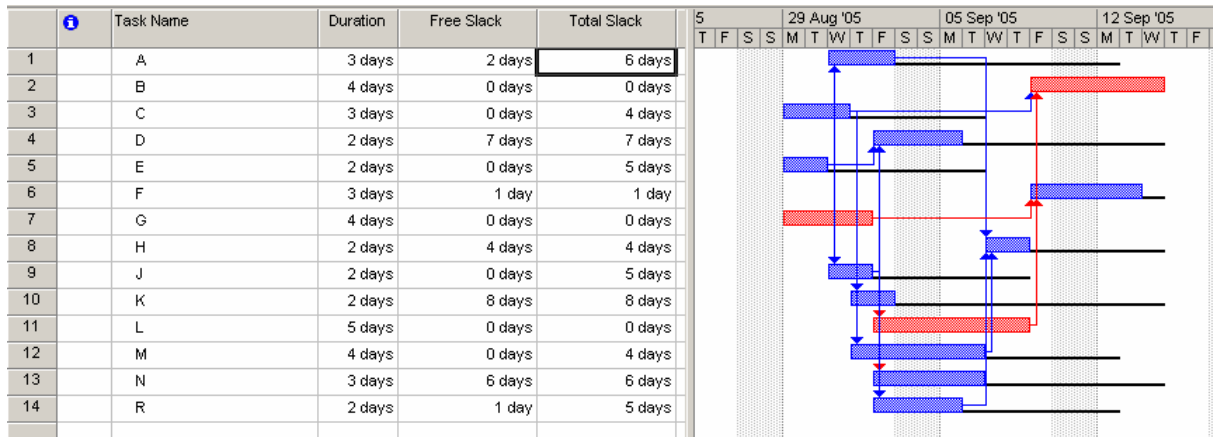 Task Name Duration Free Slack Total Slack 5 29 Aug '05 05 Sep '05 12 Sep '05
T F S S M T W T F S S M T W T F S S M T W T F
1 A 3 days 2 days 6 days
2 B 4 days 0 days 0 days
3 C 3 days 0 days 4 days
4 D 2 days 7 days 7 days
5 E 2 days 0 days 5 days
6 F 3 days 1 day 1 day
7 G 4 days 0 days 0 days
8 H 2 days 4 days 4 days
9 J 2 days 0 days 5 days
10 K 2 days 8 days 8 days
11 L 5 days 0 days 0 days
12 M 4 days 0 days 4 days
13 N 3 days 6 days 6 days
14 R 2 days 1 day 5 days